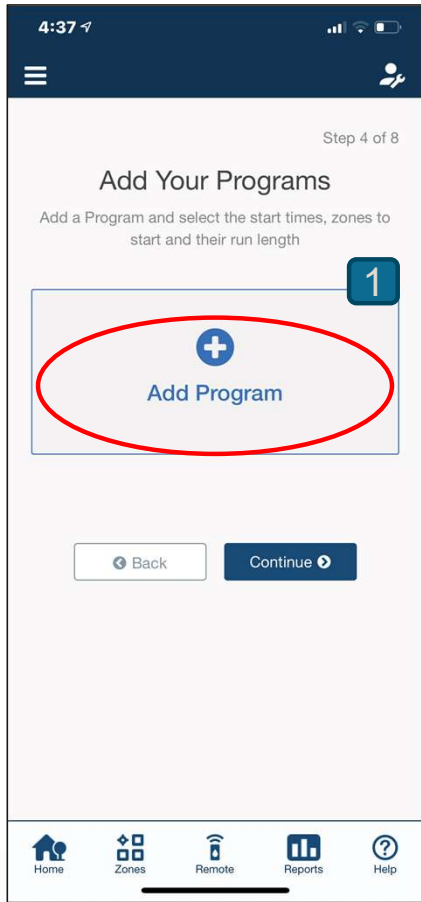 4:37
Step 4 of 8
Add Your Programs
Add a Program and select the start times, zones to
start and their run length
1
Add Program
Back
Continue
Home
Zones
Remote
Reports
Help